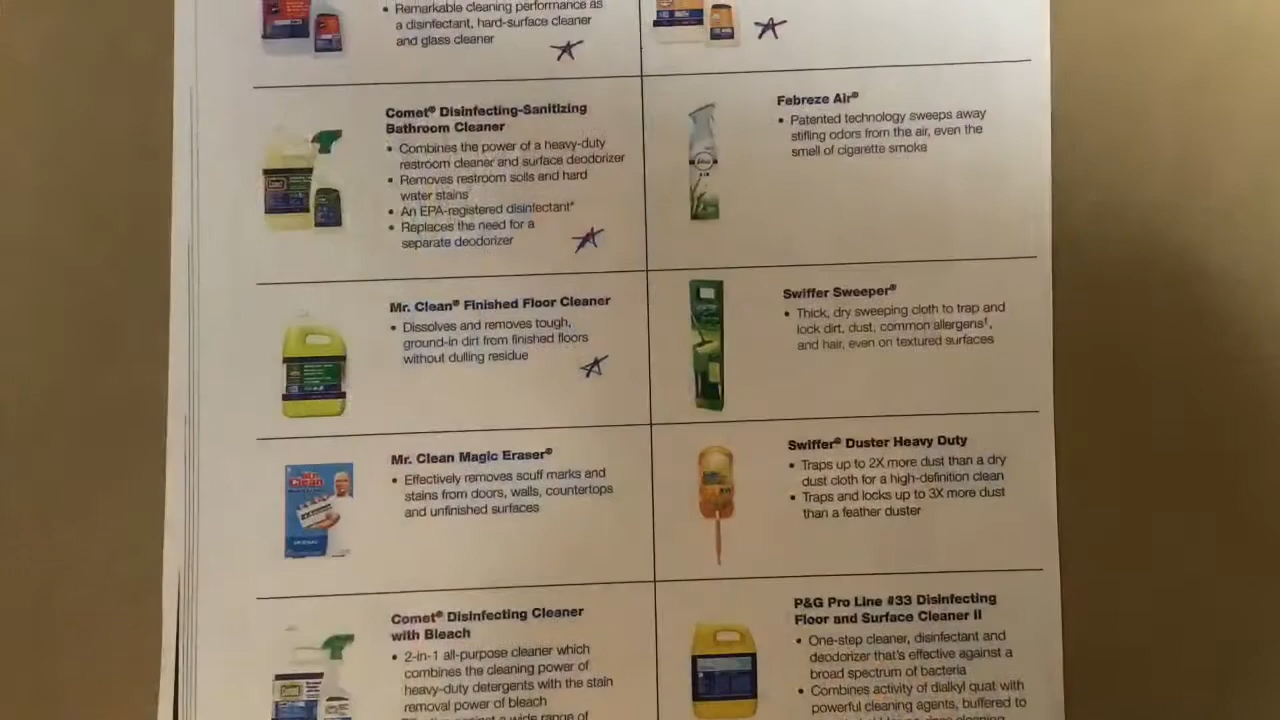 Remarkable cleaning performance as
a disinfectant, hard-surface cleaner
and glass cleaner
Comet® Disinfecting-Sanitizing
Bathroom Cleaner
• Combines the power of a heavy-duty
restroom cleaner and surface deodorizer
• Removes restroom soils and hard
water stains
• An EPA-registered disinfectant*
• Replaces the need for a
separate deodorizer
Febreze Air®
• Patented technology sweeps away
stifling odors from the air, even the
smell of cigarette smoke
Mr. Clean® Finished Floor Cleaner
• Dissolves and removes tough,
ground-in dirt from finished floors
without dulling residue
Swiffer Sweeper®
• Thick, dry sweeping cloth to trap and
lock dirt, dust, common allergens†,
and hair, even on textured surfaces
Mr. Clean Magic Eraser®
• Effectively removes scuff marks and
stains from doors, walls, countertops
and unfinished surfaces
Mr.
Clean
Swiffer® Duster Heavy Duty
• Traps up to 2X more dust than a dry
dust cloth for a high-definition clean
• Traps and locks up to 3X more dust
than a feather duster
Comet® Disinfecting Cleaner
with Bleach
• 2-in-1 all-purpose cleaner which
combines the cleaning power of
heavy-duty detergents with the stain
removal power of bleach
P&G Pro Line #33 Disinfecting
Floor and Surface Cleaner II
• One-step cleaner, disinfectant and
deodorizer that's effective against a
broad spectrum of bacteria
• Combines activity of dialkyl quat with
powerful cleaning agents, buffered to